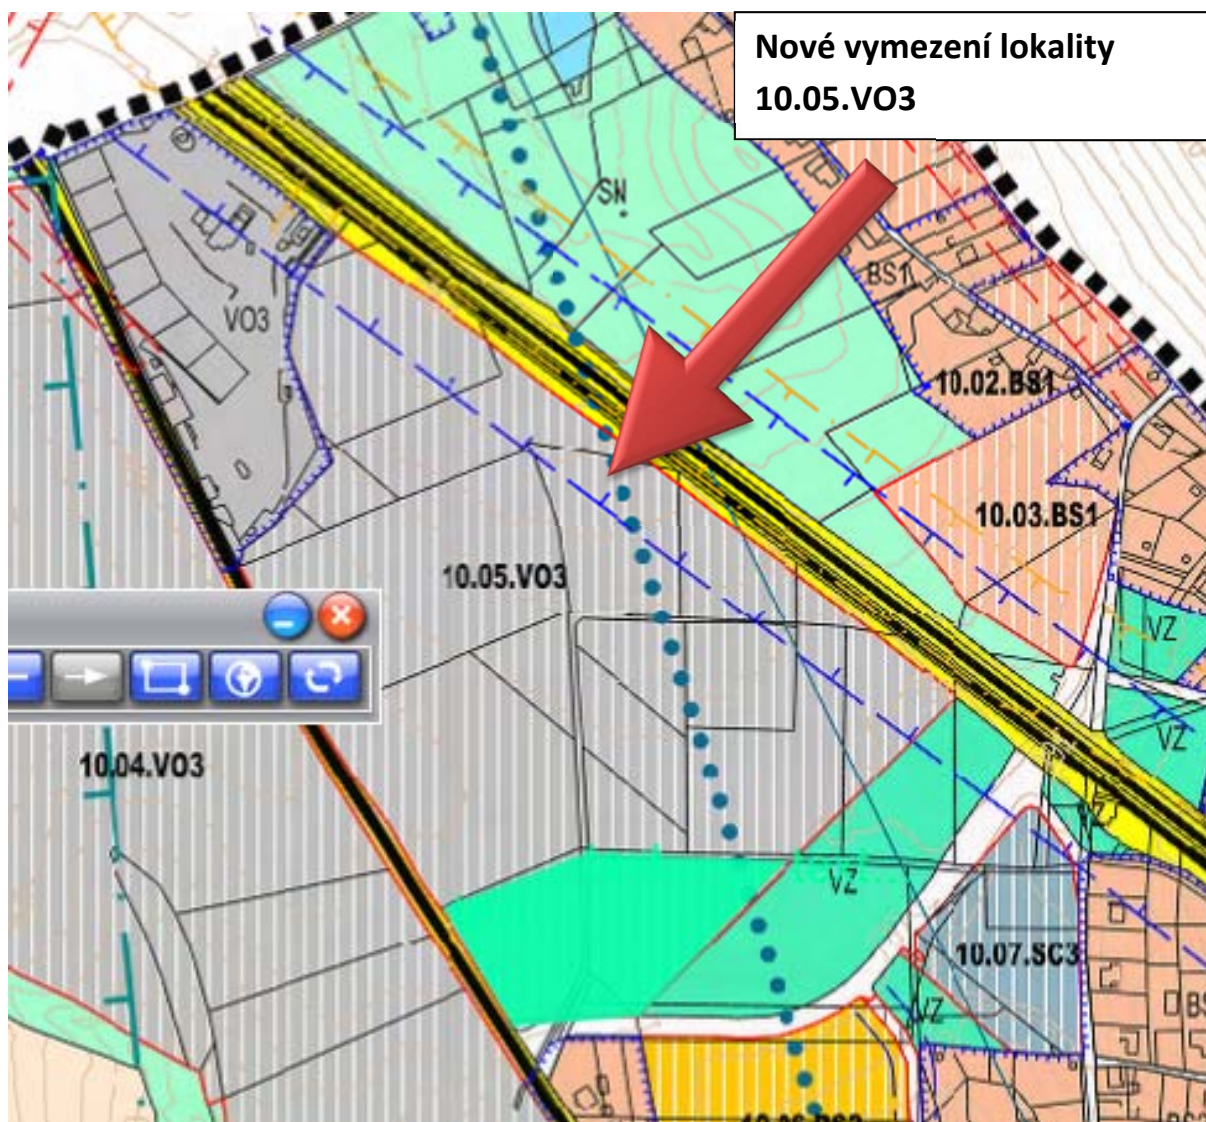 Nové vymezení lokality
10.05.VO3
SN
BS1
VO3
10.02.BS1
10.03.BS1
10.05.VO3
VZ
VZ
10.04.VO3
VZ
10.07.SC3
VZ